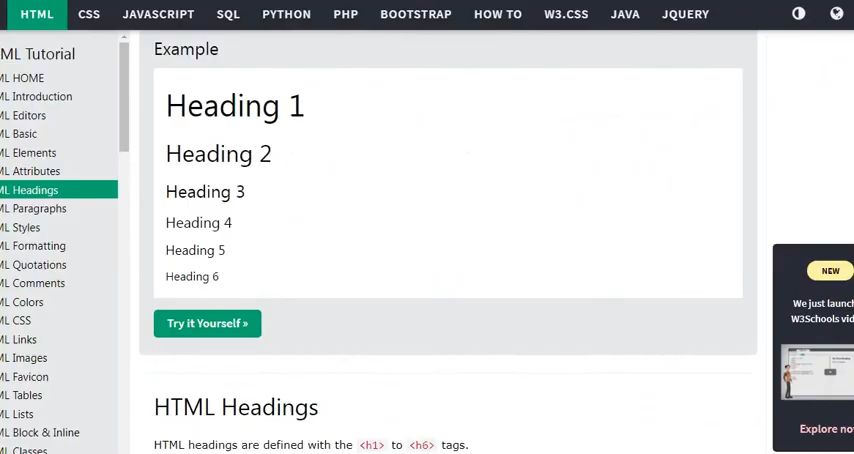 HTML CSS JAVASCRIPT SQL PYTHON PHP BOOTSTRAP HOW TO W3.CSS JAVA JQUERY
ML Tutorial
ML HOME
ML Introduction
ML Editors
ML Basic
ML Elements
ML Attributes
ML Headings
ML Paragraphs
ML Styles
ML Formatting
ML Quotations
ML Comments
ML Colors
ML CSS
ML Links
ML Images
ML Favicon
ML Tables
ML Lists
ML Block & Inline
ML Classes
Example
Heading 1
Heading 2
Heading 3
Heading 4
Heading 5
Heading 6
Try it Yourself »
HTML Headings
HTML headings are defined with the <h1> to <h6> tags.
NEW
We just launch
W3Schools vid
Explore no